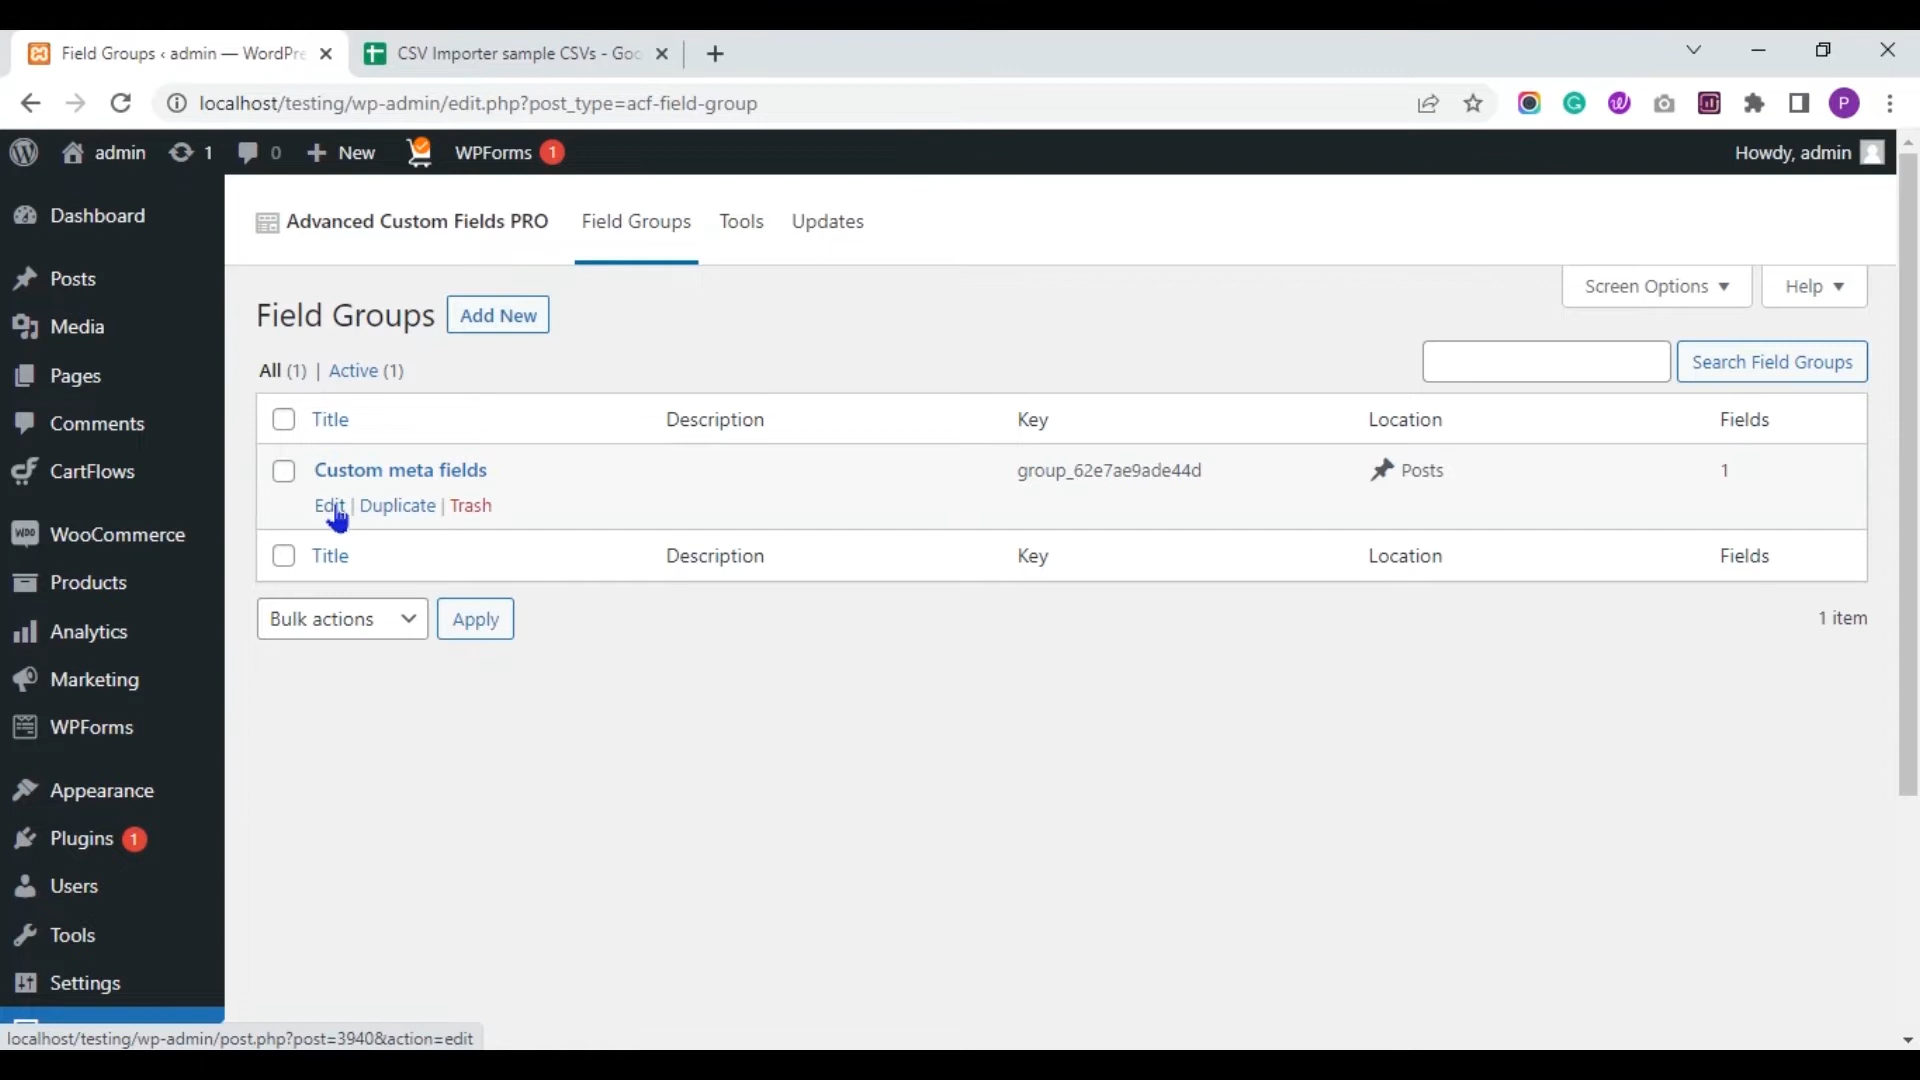 Field Groups ‹ admin — WordPre
CSV Importer sample CSVs - Goo
localhost/testing/wp-admin/edit.php?post_type=acf-field-group
P
admin
1
0
New
WPForms 1
Howdy, admin
Dashboard
Posts
Media
Pages
Comments
CartFlows
WooCommerce
Products
Analytics
Marketing
WPForms
Appearance
Plugins 1
Users
Tools
Settings
Advanced Custom Fields PRO
Field Groups
Tools
Updates
Screen Options ▼
Help ▼
Field Groups
Add New
All (1) | Active (1)
Search Field Groups
Title Description Key Location Fields
Custom meta fields group_62e7ae9ade44d Posts 1
Edit | Duplicate | Trash
Title Description Key Location Fields
Bulk actions
Apply
1 item
localhost/testing/wp-admin/post.php?post=3940&action=edit